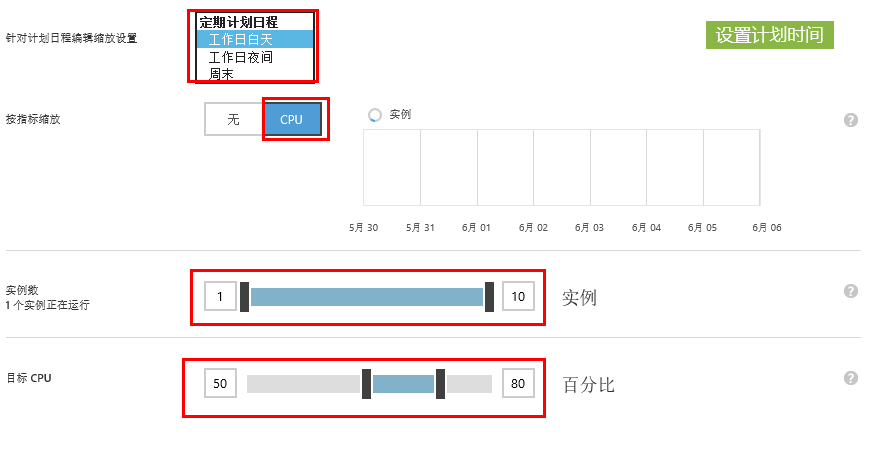 定期计划日程
针对计划日程编辑缩放设置
工作日白天
工作日夜间
周末
设置计划时间
按指标缩放
无
CPU
实例
?
5月 30
5月 31
6月 01
6月 02
6月 03
6月 04
6月 05
6月 06
实例数
1 个实例正在运行
1
10
实例
?
目标 CPU
50
80
百分比
?